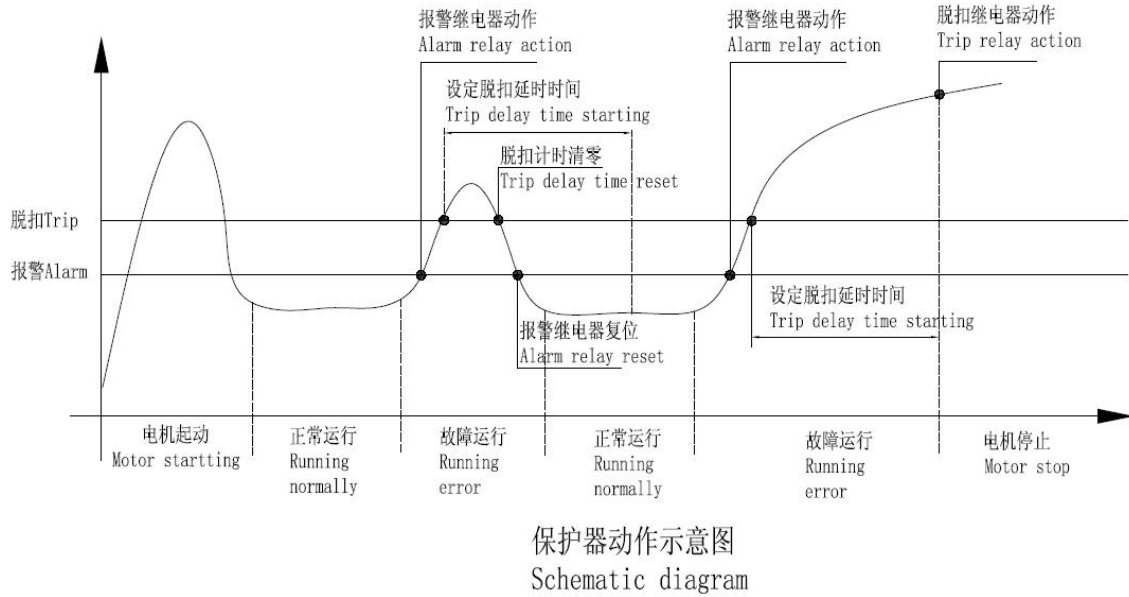 报警继电器动作
Alarm relay action
报警继电器动作
Alarm relay action
脱扣继电器动作
Trip relay action
设定脱扣延时时间
Trip delay time starting
脱扣计时清零
Trip delay time reset
脱扣Trip
报警Alarm
设定脱扣延时时间
Trip delay time starting
报警继电器复位
Alarm relay reset
电机起动
Motor startting
正常运行
Running
normally
故障运行
Running
error
正常运行
Running
normally
故障运行
Running
error
电机停止
Motor stop
保护器动作示意图
Schematic diagram